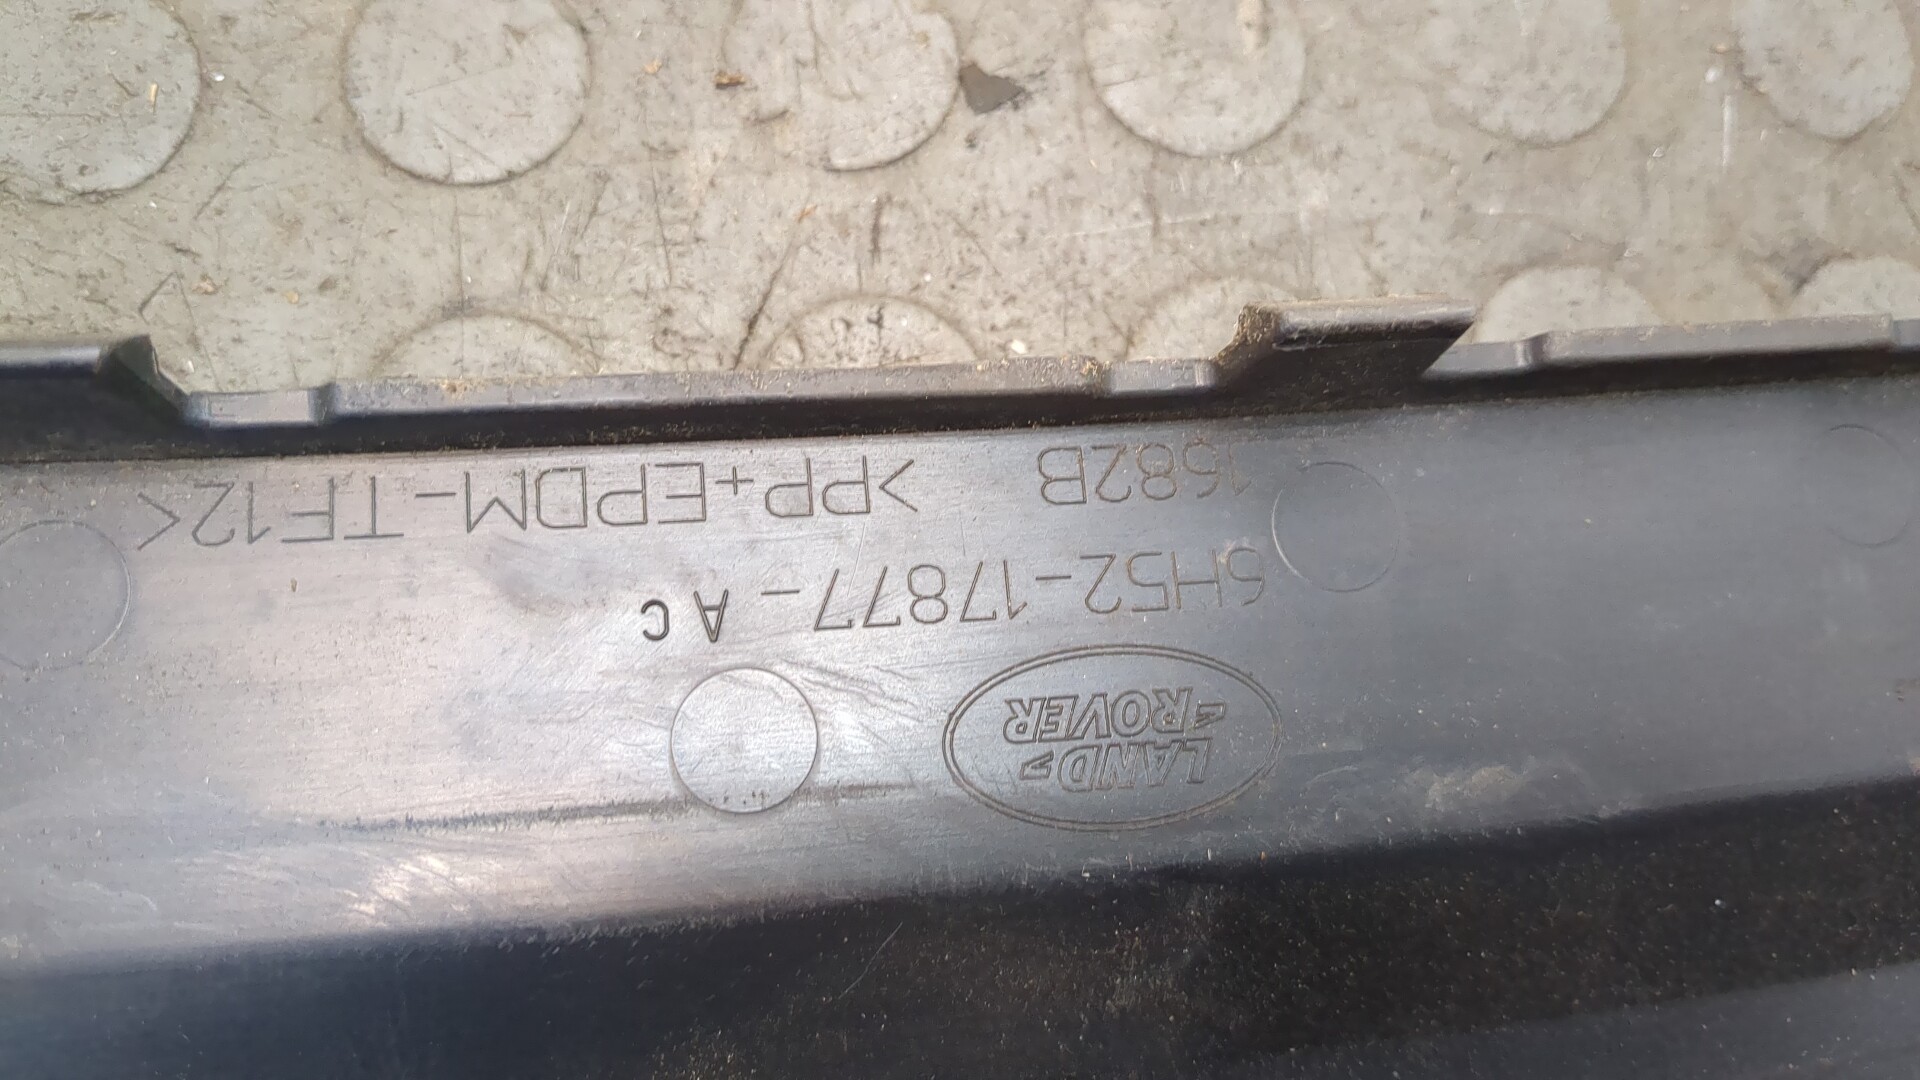 LAND
ROVER
6H52-17877-AC
1682B >PP+EPDM-TF12<